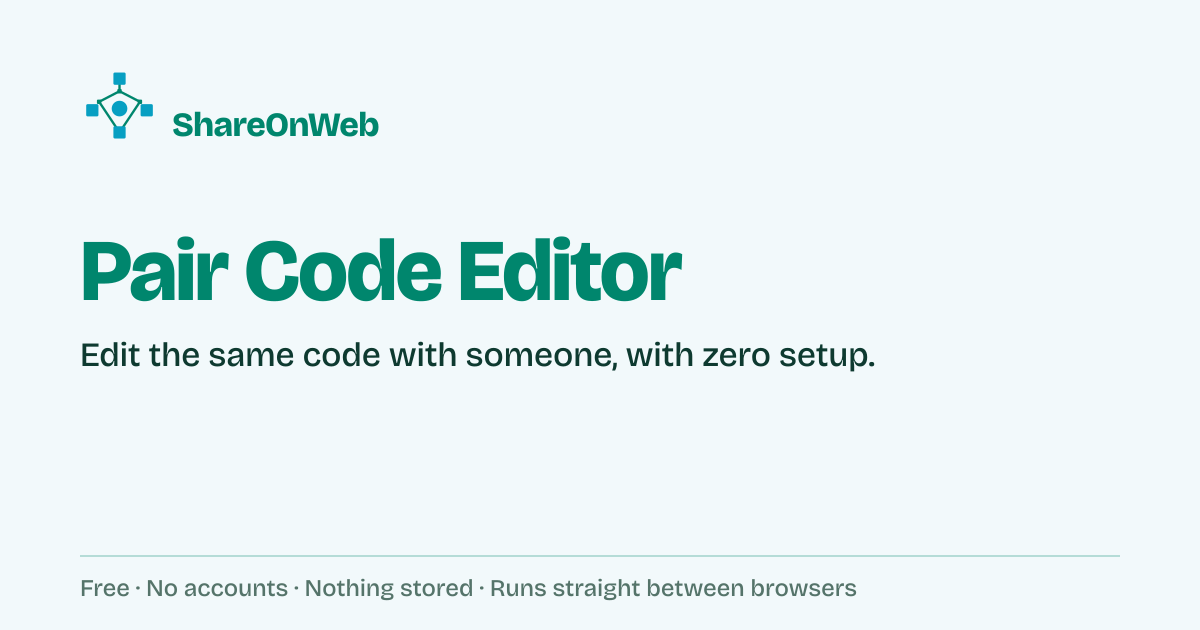 ShareOnWeb
Pair Code Editor
Edit the same code with someone, with zero setup.
Free · No accounts · Nothing stored · Runs straight between browsers